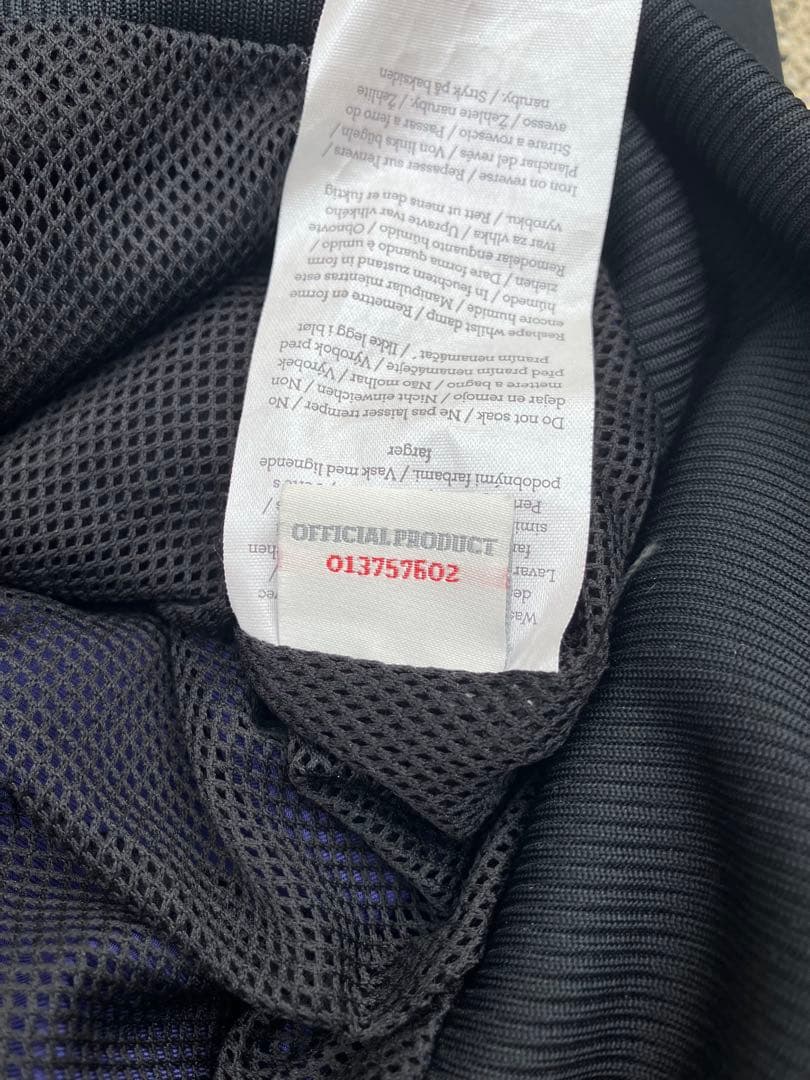 OFFICIAL PRODUCT
013757602
Lavar
podobnými farbami. / Vask med lignende
farger
Do not soak / Ne pas laisser tremper / No
dejar en remojo / Nicht einweichen / Non
mettere a bagno / Não molhar / Výrobek
před praním nenamáčejte / Výrobok pred
praním nenamáčať / Ikke legg i bløt
Reshape whilst damp / Remettre en forme
encore humide / Manipular mientras este
húmedo / In feuchtem zustand in form
ziehen / Dare forma quando è umido /
Remodelar enquanto húmido / Obnovte
tvar za vlhka / Upravte tvar vlhkého
výrobku. / Rett ut mens den er fuktig
Iron on reverse / Repasser sur l'envers /
Planchar del revés / Von links bügeln /
Stirare a rovescio / Passar a ferro do
avesso / Žehlete naruby. / Žehlite
naruby. / Stryk på baksiden